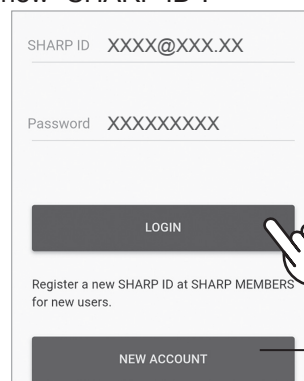 new "SHARP ID".
SHARP ID XXXX@XXX.XX
Password XXXXXXXXX
LOGIN
Register a new SHARP ID at SHARP MEMBERS
for new users.
NEW ACCOUNT